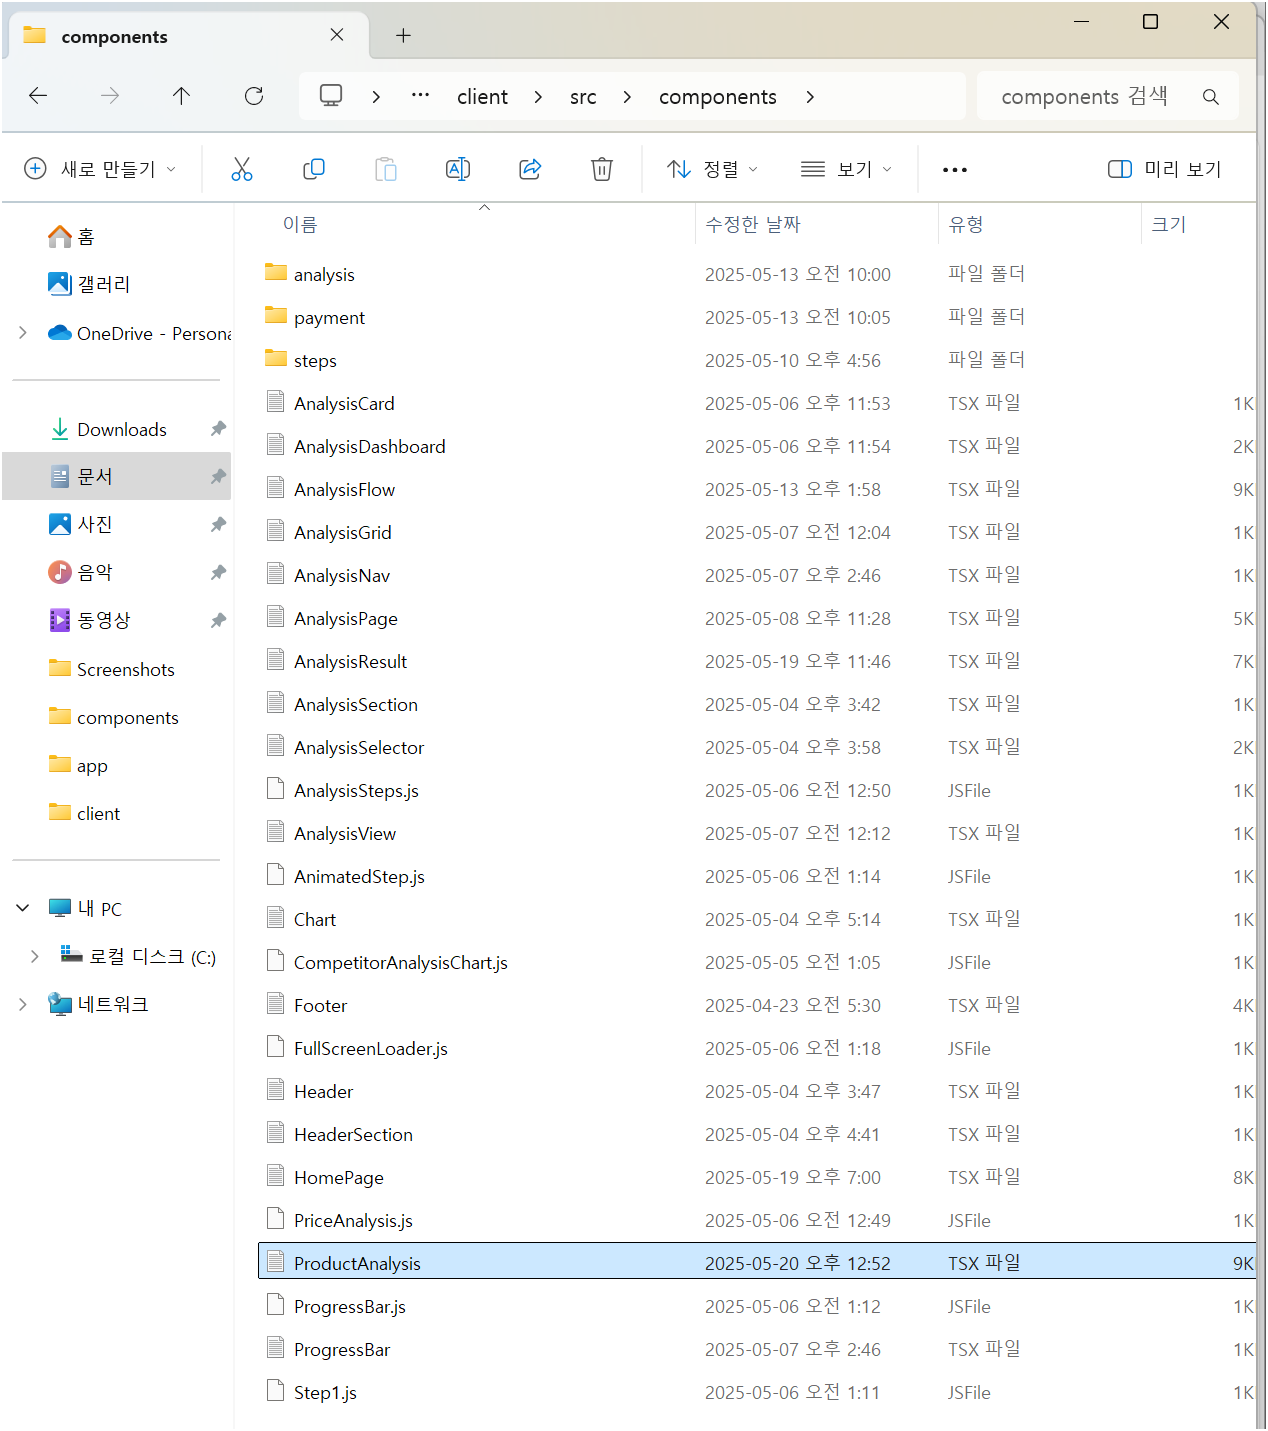 components
client > src > components >
components 검색
새로 만들기
정렬
보기
미리 보기
홈
갤러리
OneDrive - Persona
Downloads
문서
사진
음악
동영상
Screenshots
components
app
client
내 PC
로컬 디스크 (C:)
네트워크
이름 수정한 날짜 유형 크기
analysis 2025-05-13 오전 10:00 파일 폴더
payment 2025-05-13 오전 10:05 파일 폴더
steps 2025-05-10 오후 4:56 파일 폴더
AnalysisCard 2025-05-06 오후 11:53 TSX 파일 1K
AnalysisDashboard 2025-05-06 오후 11:54 TSX 파일 2K
AnalysisFlow 2025-05-13 오후 1:58 TSX 파일 9K
AnalysisGrid 2025-05-07 오전 12:04 TSX 파일 1K
AnalysisNav 2025-05-07 오후 2:46 TSX 파일 1K
AnalysisPage 2025-05-08 오후 11:28 TSX 파일 5K
AnalysisResult 2025-05-19 오후 11:46 TSX 파일 7K
AnalysisSection 2025-05-04 오후 3:42 TSX 파일 1K
AnalysisSelector 2025-05-04 오후 3:58 TSX 파일 2K
AnalysisSteps.js 2025-05-06 오전 12:50 JSFile 1K
AnalysisView 2025-05-07 오전 12:12 TSX 파일 1K
AnimatedStep.js 2025-05-06 오전 1:14 JSFile 1K
Chart 2025-05-04 오후 5:14 TSX 파일 1K
CompetitorAnalysisChart.js 2025-05-05 오전 1:05 JSFile 1K
Footer 2025-04-23 오전 5:30 TSX 파일 4K
FullScreenLoader.js 2025-05-06 오전 1:18 JSFile 1K
Header 2025-05-04 오후 3:47 TSX 파일 1K
HeaderSection 2025-05-04 오후 4:41 TSX 파일 1K
HomePage 2025-05-19 오후 7:00 TSX 파일 8K
PriceAnalysis.js 2025-05-06 오전 12:49 JSFile 1K
ProductAnalysis 2025-05-20 오후 12:52 TSX 파일 9K
ProgressBar.js 2025-05-06 오전 1:12 JSFile 1K
ProgressBar 2025-05-07 오후 2:46 TSX 파일 1K
Step1.js 2025-05-06 오전 1:11 JSFile 1K